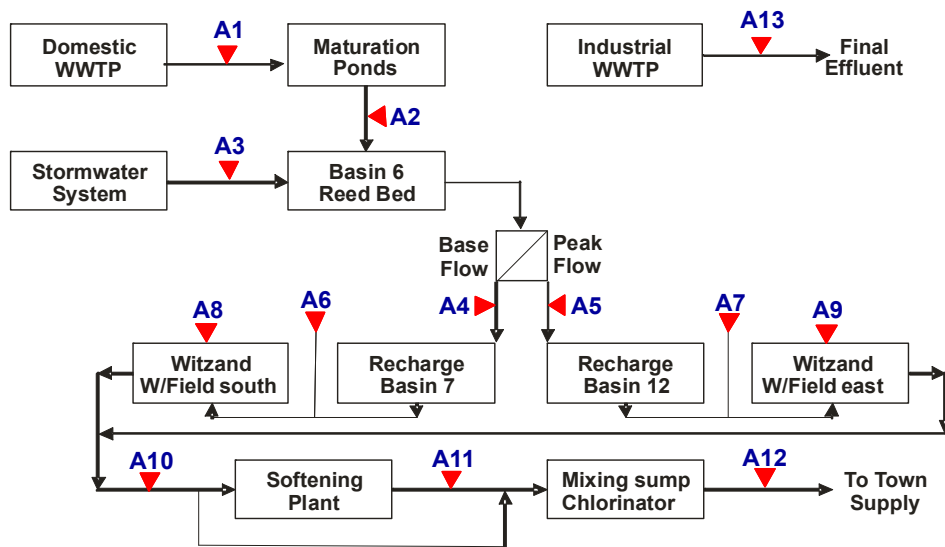 A1
A13
Domestic
WWTP
Maturation
Ponds
Industrial
WWTP
Final
Effluent
A2
A3
Stormwater
System
Basin 6
Reed Bed
Base
Flow
Peak
Flow
A4
A5
A8
A6
A7
A9
Witzand
W/Field south
Recharge
Basin 7
Recharge
Basin 12
Witzand
W/Field east
A10
A11
A12
Softening
Plant
Mixing sump
Chlorinator
To Town
Supply